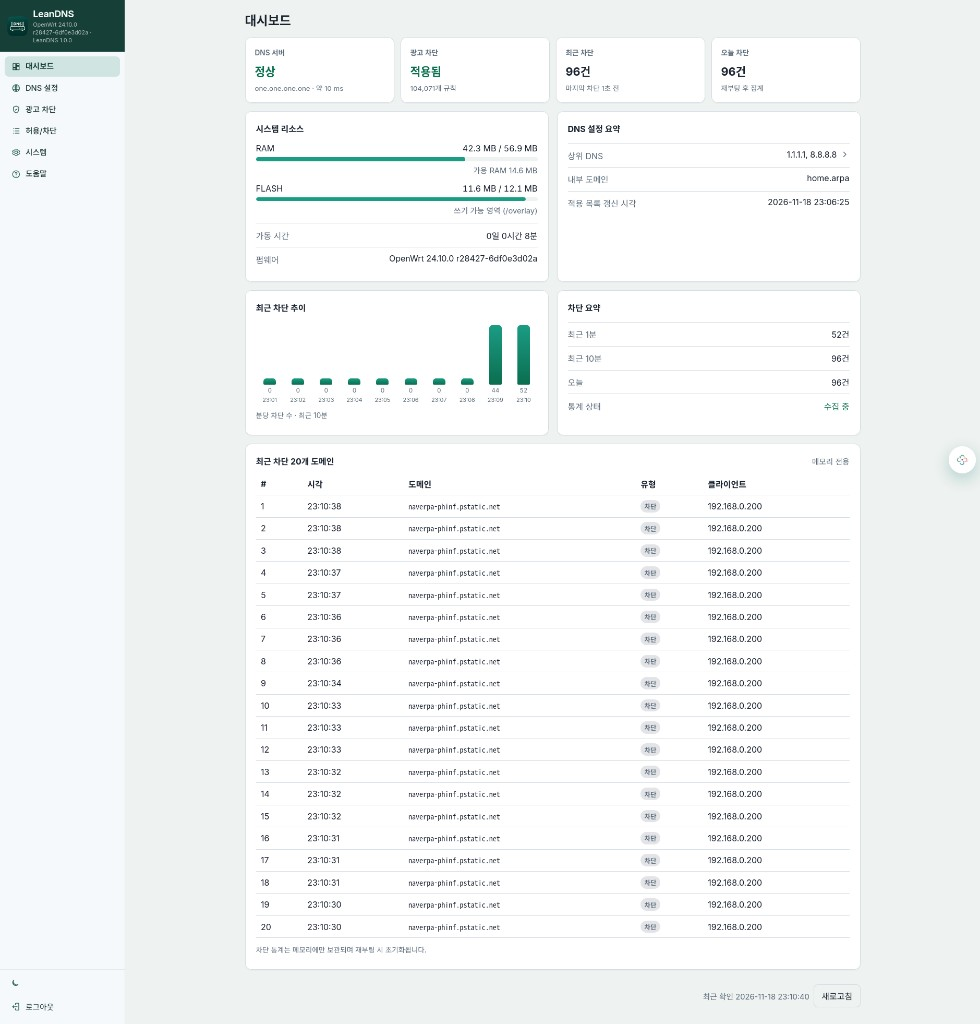 LeanDNS
OpenWrt 24.10.0
r28427-6df0e3d02a ·
LeanDNS 1.0.0
대시보드
DNS 설정
광고 차단
허용/차단
시스템
도움말
로그아웃
대시보드
DNS 서버
정상
one.one.one.one · 약 10 ms
광고 차단
적용됨
104,071개 규칙
최근 차단
96건
마지막 차단 1초 전
오늘 차단
96건
재부팅 후 집계
시스템 리소스
RAM 42.3 MB / 56.9 MB
가용 RAM 14.6 MB
FLASH 11.6 MB / 12.1 MB
쓰기 가능 영역 (/overlay)
가동 시간 0일 0시간 8분
펌웨어 OpenWrt 24.10.0 r28427-6df0e3d02a
DNS 설정 요약
상위 DNS 1.1.1.1, 8.8.8.8
내부 도메인 home.arpa
적용 목록 갱신 시각 2026-11-18 23:06:25
최근 차단 추이
0 0 0 0 0 0 0 0 44 52
23:01 23:02 23:03 23:04 23:05 23:06 23:07 23:08 23:09 23:10
분당 차단 수 · 최근 10분
차단 요약
최근 1분 52건
최근 10분 96건
오늘 96건
통계 상태 수집 중
최근 차단 20개 도메인 메모리 전용
# 시각 도메인 유형 클라이언트
1 23:10:38 naverpa-phinf.pstatic.net 차단 192.168.0.200
2 23:10:38 naverpa-phinf.pstatic.net 차단 192.168.0.200
3 23:10:38 naverpa-phinf.pstatic.net 차단 192.168.0.200
4 23:10:37 naverpa-phinf.pstatic.net 차단 192.168.0.200
5 23:10:37 naverpa-phinf.pstatic.net 차단 192.168.0.200
6 23:10:36 naverpa-phinf.pstatic.net 차단 192.168.0.200
7 23:10:36 naverpa-phinf.pstatic.net 차단 192.168.0.200
8 23:10:36 naverpa-phinf.pstatic.net 차단 192.168.0.200
9 23:10:34 naverpa-phinf.pstatic.net 차단 192.168.0.200
10 23:10:33 naverpa-phinf.pstatic.net 차단 192.168.0.200
11 23:10:33 naverpa-phinf.pstatic.net 차단 192.168.0.200
12 23:10:33 naverpa-phinf.pstatic.net 차단 192.168.0.200
13 23:10:32 naverpa-phinf.pstatic.net 차단 192.168.0.200
14 23:10:32 naverpa-phinf.pstatic.net 차단 192.168.0.200
15 23:10:32 naverpa-phinf.pstatic.net 차단 192.168.0.200
16 23:10:31 naverpa-phinf.pstatic.net 차단 192.168.0.200
17 23:10:31 naverpa-phinf.pstatic.net 차단 192.168.0.200
18 23:10:31 naverpa-phinf.pstatic.net 차단 192.168.0.200
19 23:10:30 naverpa-phinf.pstatic.net 차단 192.168.0.200
20 23:10:30 naverpa-phinf.pstatic.net 차단 192.168.0.200
차단 통계는 메모리에만 보관되며 재부팅 시 초기화됩니다.
최근 확인 2026-11-18 23:10:40 새로고침